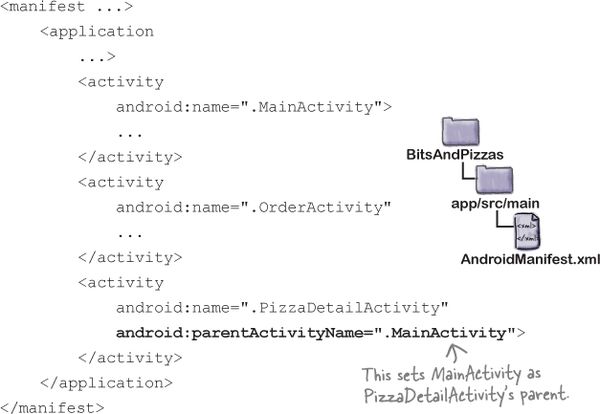 <manifest ...>
    <application
        ...>
        <activity
            android:name=".MainActivity">
            ...
        </activity>
        <activity
            android:name=".OrderActivity"
            ...
        </activity>
        <activity
            android:name=".PizzaDetailActivity"
            android:parentActivityName=".MainActivity">
        </activity>
    </application>
</manifest>
BitsAndPizzas
app/src/main
<xml>
</xml>
AndroidManifest.xml
This sets MainActivity as
PizzaDetailActivity's parent.